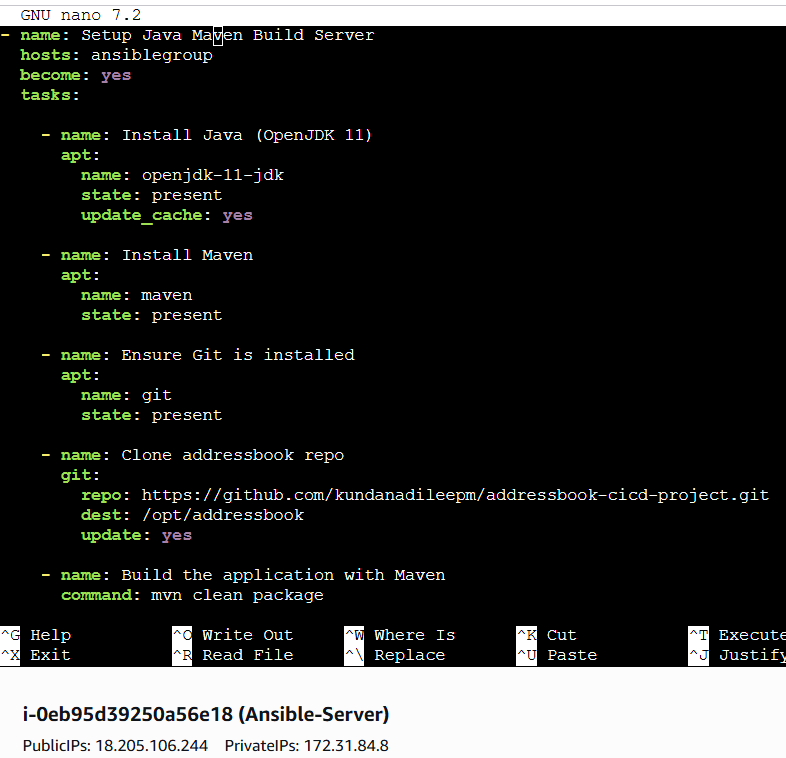 GNU nano 7.2
- name: Setup Java Maven Build Server
  hosts: ansiblegroup
  become: yes
  tasks:
    - name: Install Java (OpenJDK 11)
      apt:
        name: openjdk-11-jdk
        state: present
        update_cache: yes
    - name: Install Maven
      apt:
        name: maven
        state: present
    - name: Ensure Git is installed
      apt:
        name: git
        state: present
    - name: Clone addressbook repo
      git:
        repo: https://github.com/kundanadileepm/addressbook-cicd-project.git
        dest: /opt/addressbook
        update: yes
    - name: Build the application with Maven
      command: mvn clean package
^G Help ^O Write Out ^W Where Is ^K Cut ^T Execute
^X Exit ^R Read File ^\ Replace ^U Paste ^J Justify
i-0eb95d39250a56e18 (Ansible-Server)
PublicIPs: 18.205.106.244 PrivateIPs: 172.31.84.8